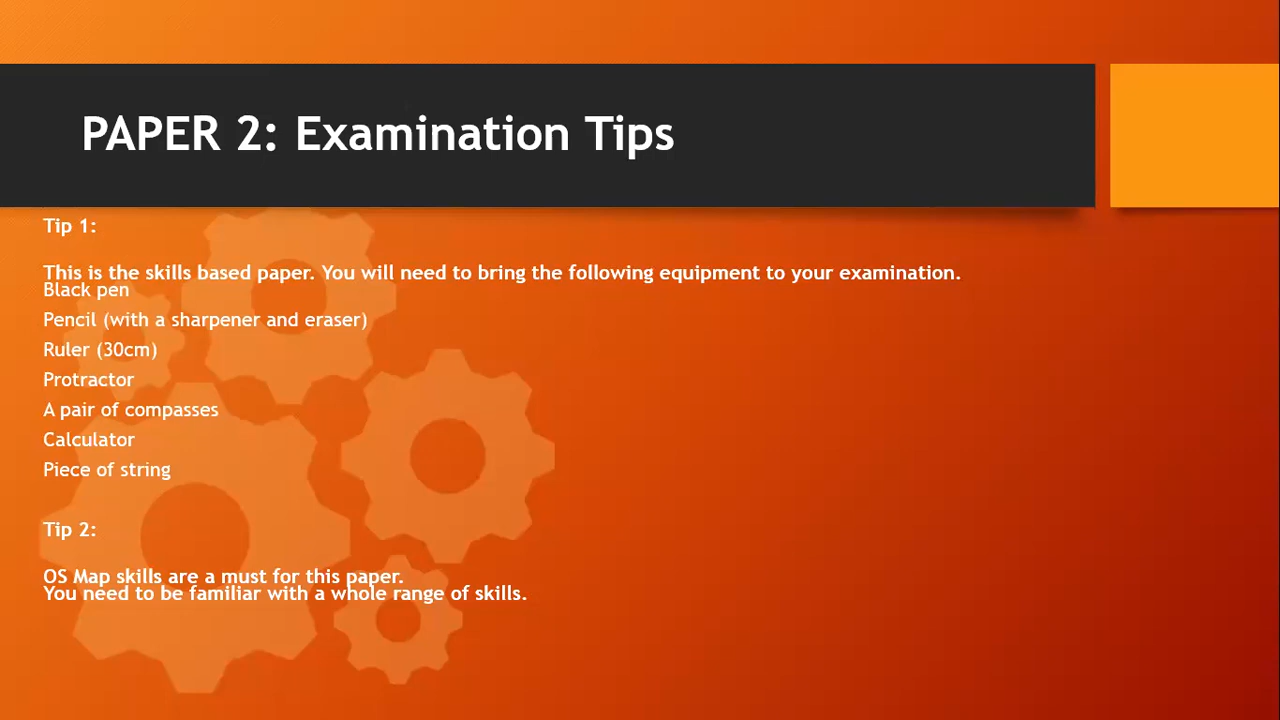 PAPER 2: Examination Tips
Tip 1:
This is the skills based paper. You will need to bring the following equipment to your examination.
Black pen
Pencil (with a sharpener and eraser)
Ruler (30cm)
Protractor
A pair of compasses
Calculator
Piece of string
Tip 2:
OS Map skills are a must for this paper.
You need to be familiar with a whole range of skills.